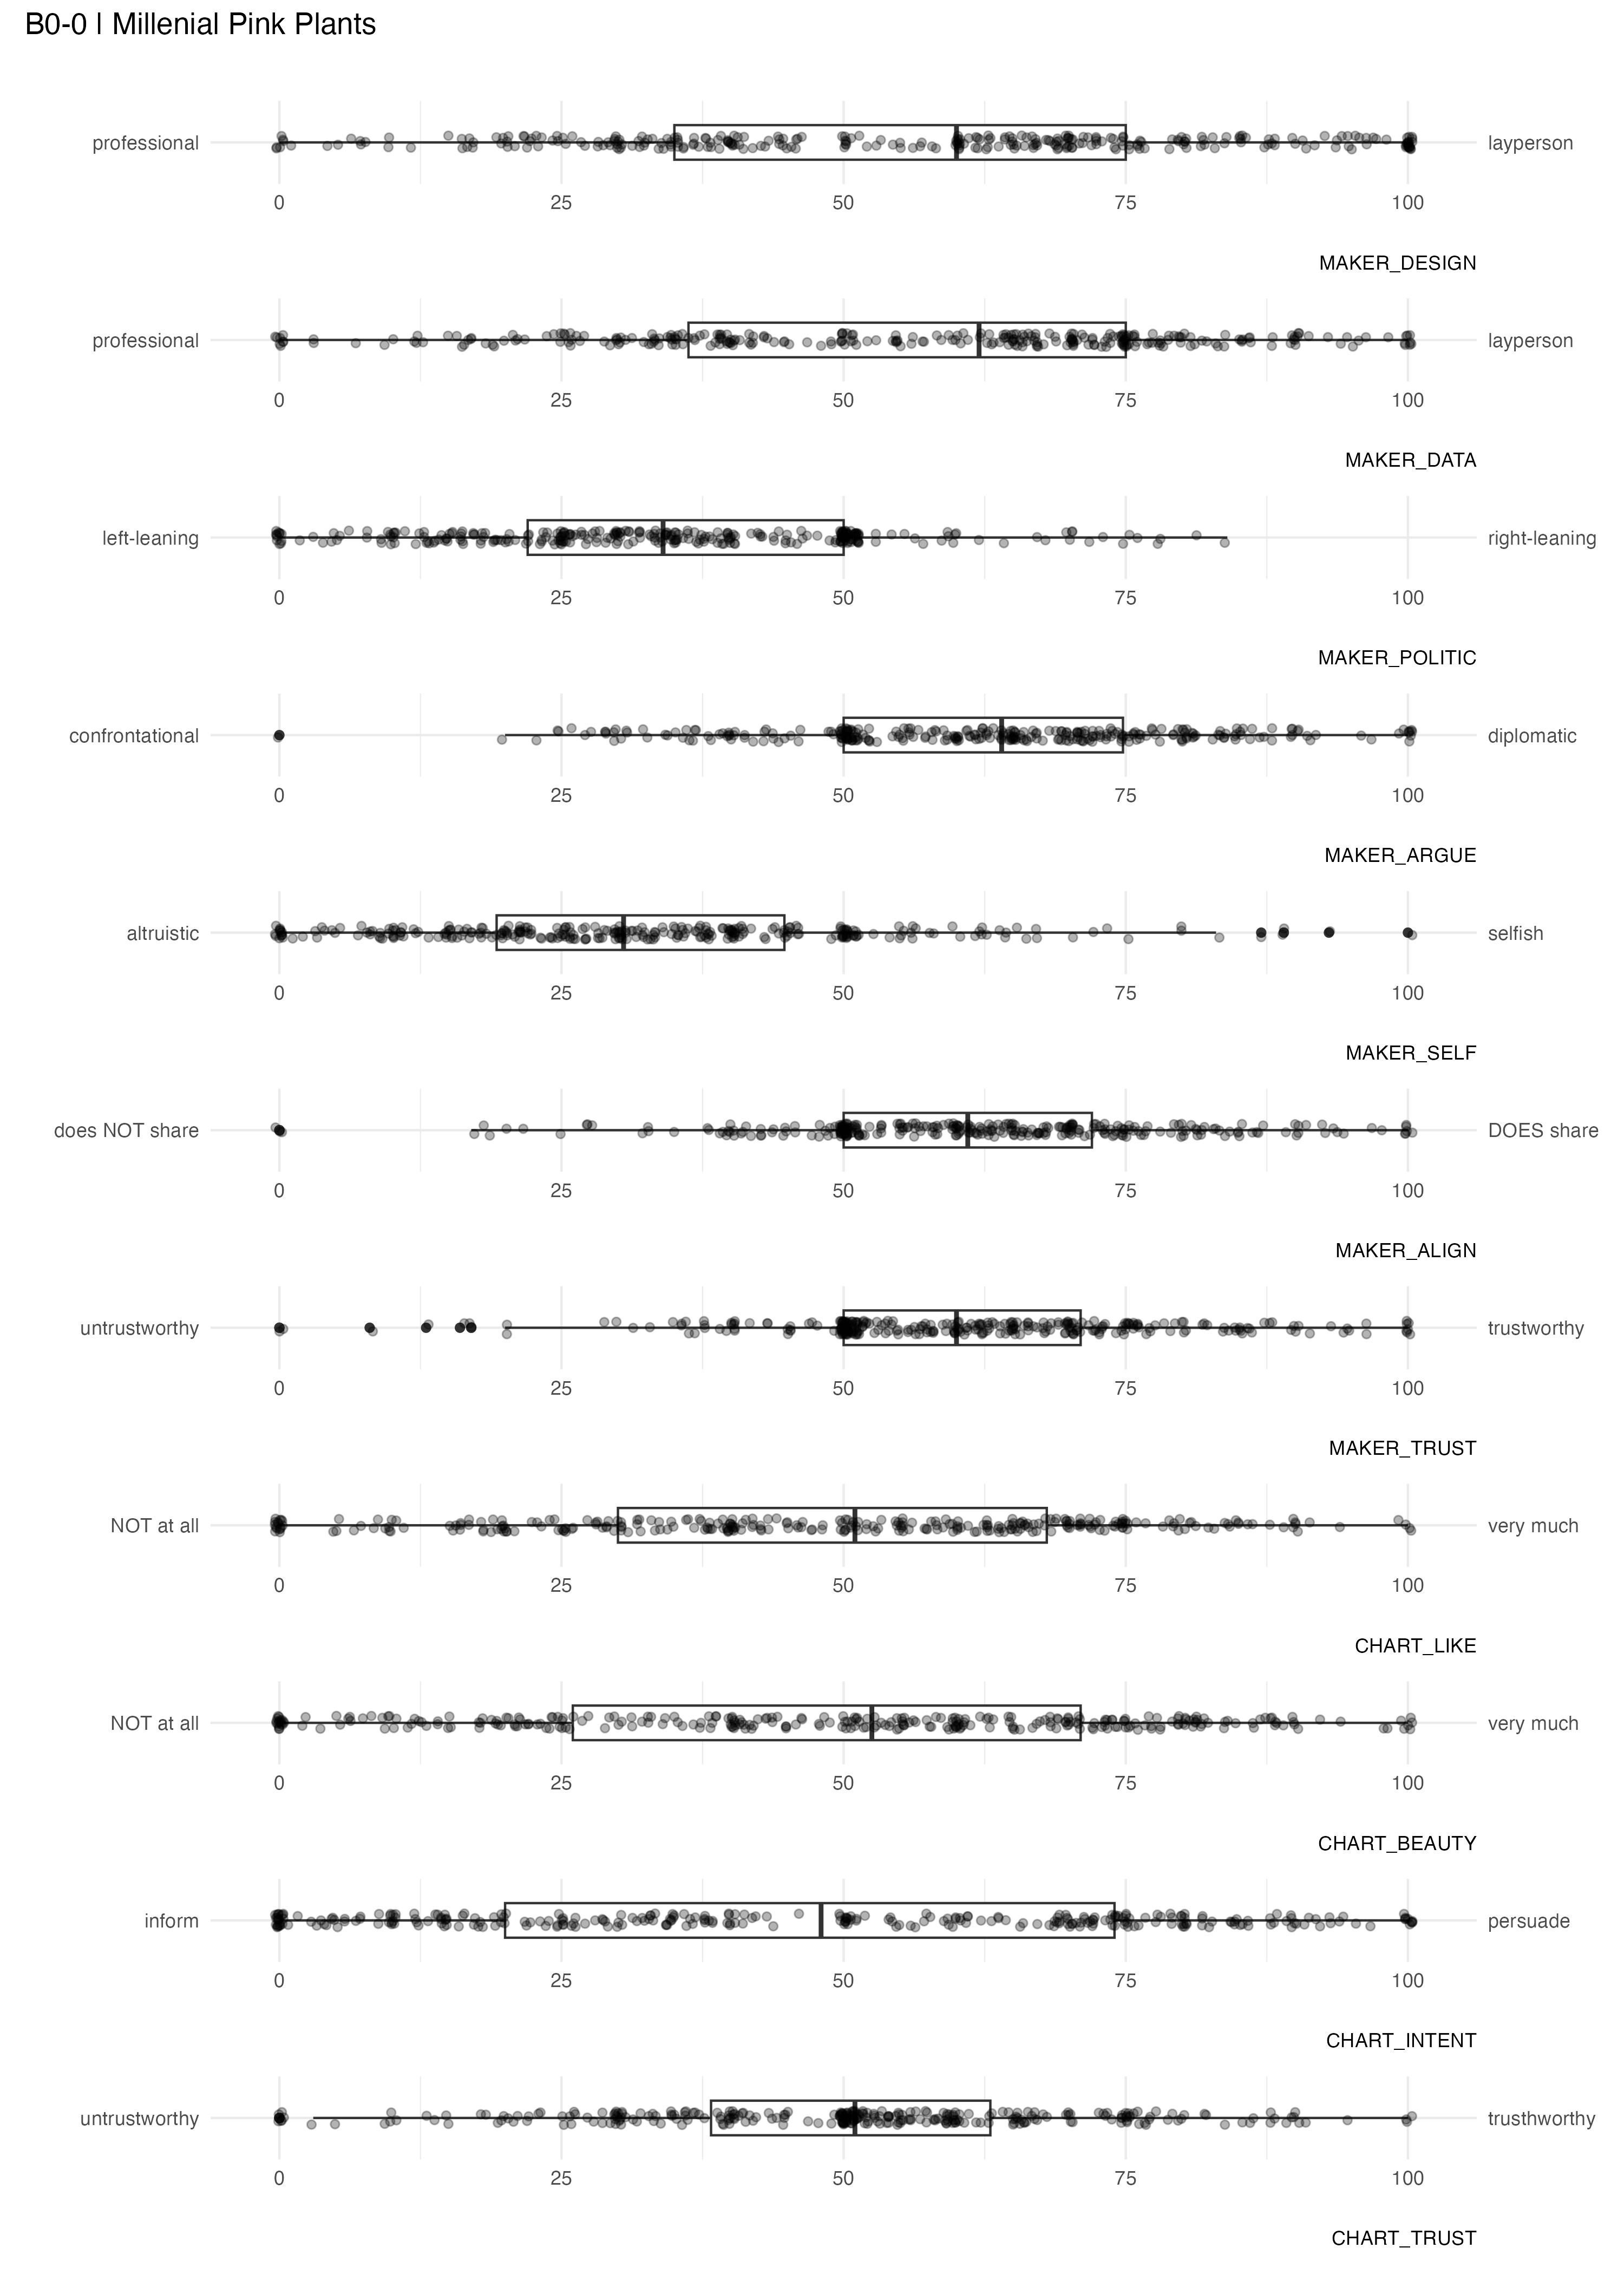 B0-0 | Millenial Pink Plants
professional layperson
0 25 50 75 100
MAKER_DESIGN
professional layperson
0 25 50 75 100
MAKER_DATA
left-leaning right-leaning
0 25 50 75 100
MAKER_POLITIC
confrontational diplomatic
0 25 50 75 100
MAKER_ARGUE
altruistic selfish
0 25 50 75 100
MAKER_SELF
does NOT share DOES share
0 25 50 75 100
MAKER_ALIGN
untrustworthy trustworthy
0 25 50 75 100
MAKER_TRUST
NOT at all very much
0 25 50 75 100
CHART_LIKE
NOT at all very much
0 25 50 75 100
CHART_BEAUTY
inform persuade
0 25 50 75 100
CHART_INTENT
untrustworthy trusthworthy
0 25 50 75 100
CHART_TRUST